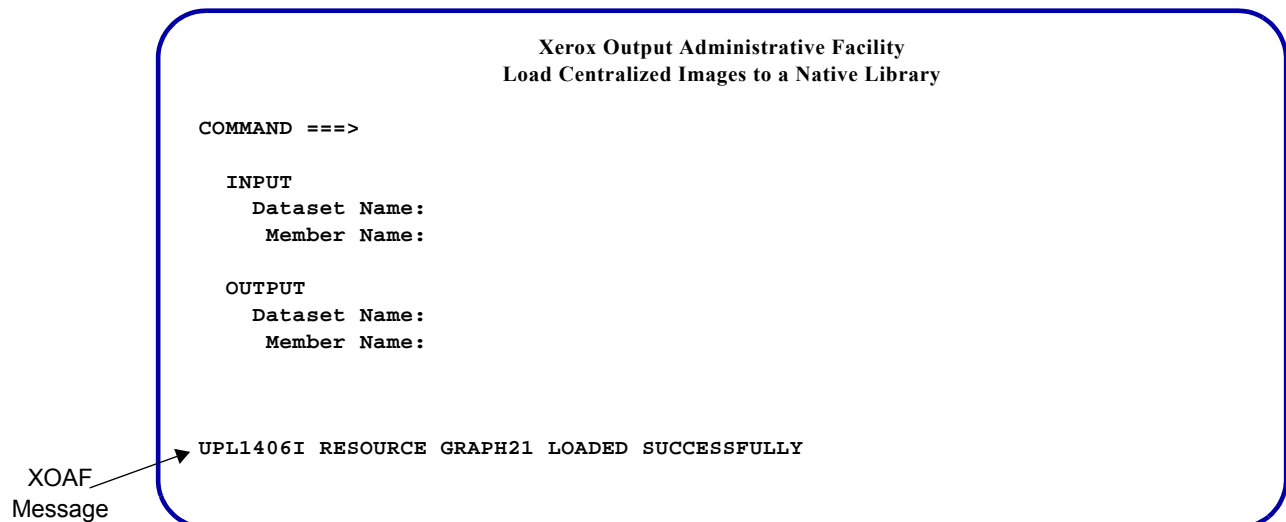 Xerox Output Administrative Facility
Load Centralized Images to a Native Library
COMMAND ===>
INPUT
Dataset Name:
Member Name:
OUTPUT
Dataset Name:
Member Name:
UPL1406I RESOURCE GRAPH21 LOADED SUCCESSFULLY
XOAF
Message